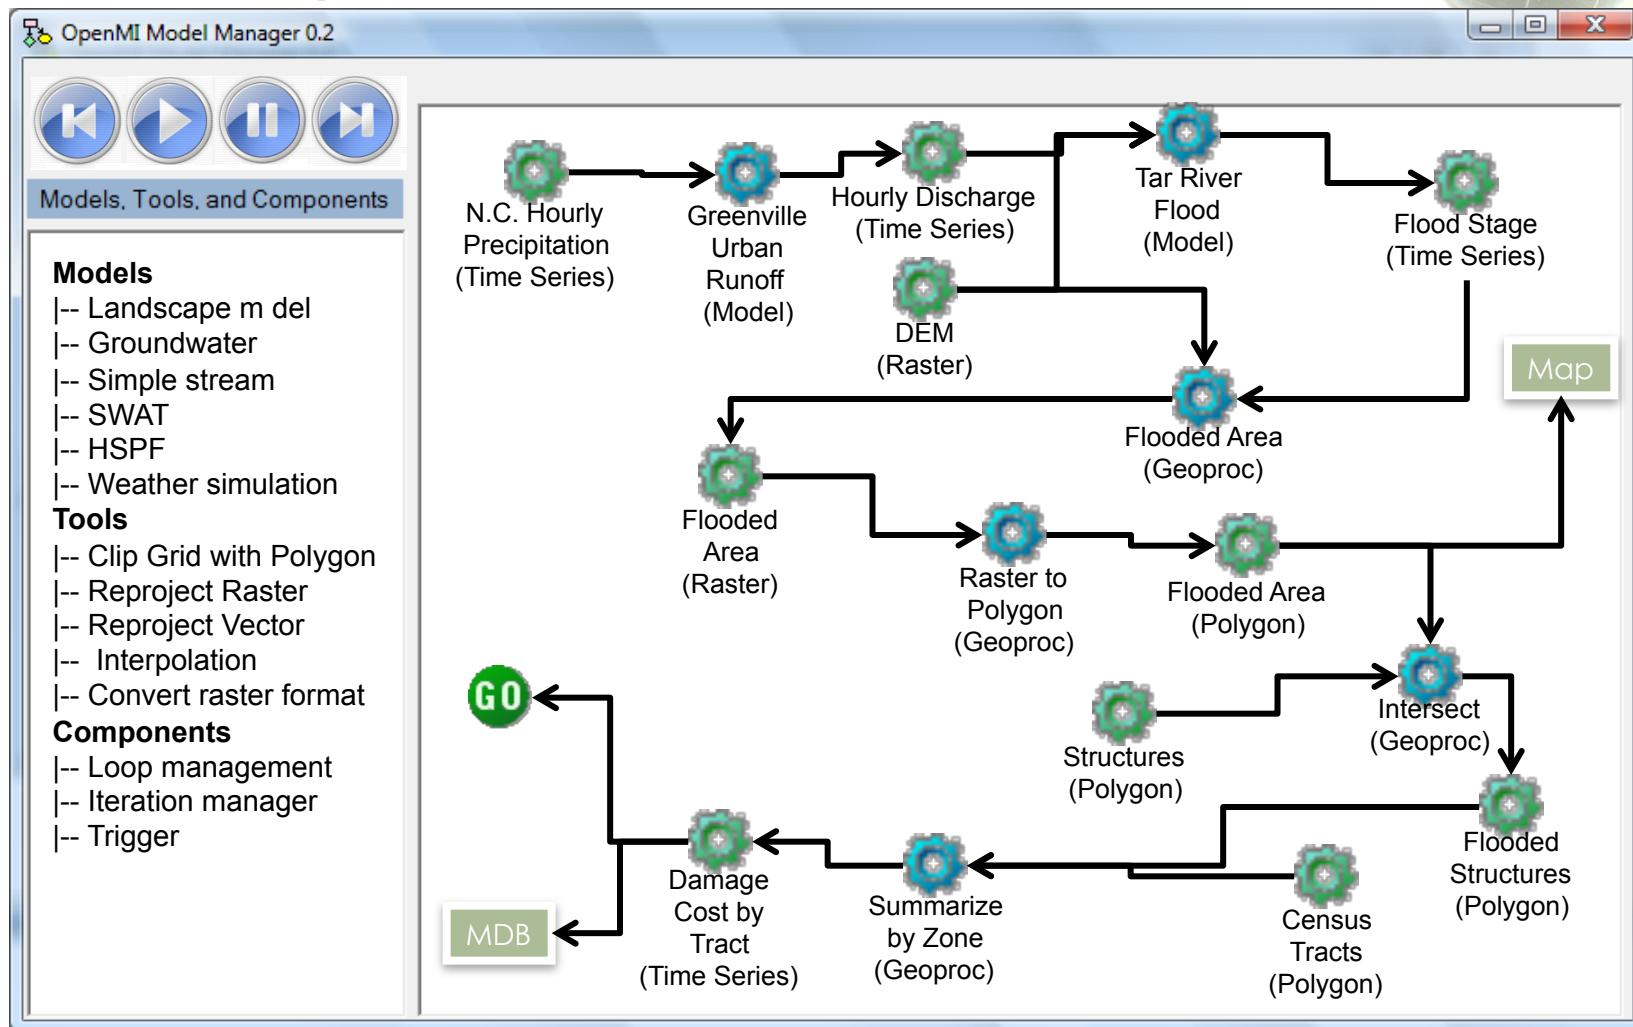 OpenMI Model Manager 0.2
Models, Tools, and Components
Models
|-- Landscape m del
|-- Groundwater
|-- Simple stream
|-- SWAT
|-- HSPF
|-- Weather simulation
Tools
|-- Clip Grid with Polygon
|-- Reproject Raster
|-- Reproject Vector
|-- Interpolation
|-- Convert raster format
Components
|-- Loop management
|-- Iteration manager
|-- Trigger
N.C. Hourly
Precipitation
(Time Series)
Greenville
Urban
Runoff
(Model)
Hourly Discharge
(Time Series)
Tar River
Flood
(Model)
Flood Stage
(Time Series)
DEM
(Raster)
Map
Flooded Area
(Geoproc)
Flooded
Area
(Raster)
Raster to
Polygon
(Geoproc)
Flooded Area
(Polygon)
GO
Structures
(Polygon)
Intersect
(Geoproc)
Flooded
Structures
(Polygon)
Census
Tracts
(Polygon)
Summarize
by Zone
(Geoproc)
Damage
Cost by
Tract
(Time Series)
MDB